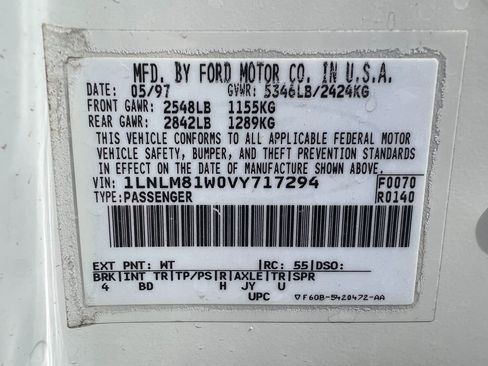 MFD. BY FORD MOTOR CO. IN U.S.A.
DATE: 05/97 GVWR: 5346LB/2424KG
FRONT GAWR: 2548LB 1155KG
REAR GAWR: 2842LB 1289KG
THIS VEHICLE CONFORMS TO ALL APPLICABLE FEDERAL MOTOR
VEHICLE SAFETY, BUMPER, AND THEFT PREVENTION STANDARDS
IN EFFECT ON THE DATE OF MANUFACTURE SHOWN ABOVE.
VIN: 1LNLM81W0VY717294 F0070
TYPE: PASSENGER R0140
EXT PNT: WT |RC: 55|DSO:
BRK|INT TR|TP/PS|R|AXLE|TR|SPR
4 BD H JY U
UPC ▽F60B-5420472-AA